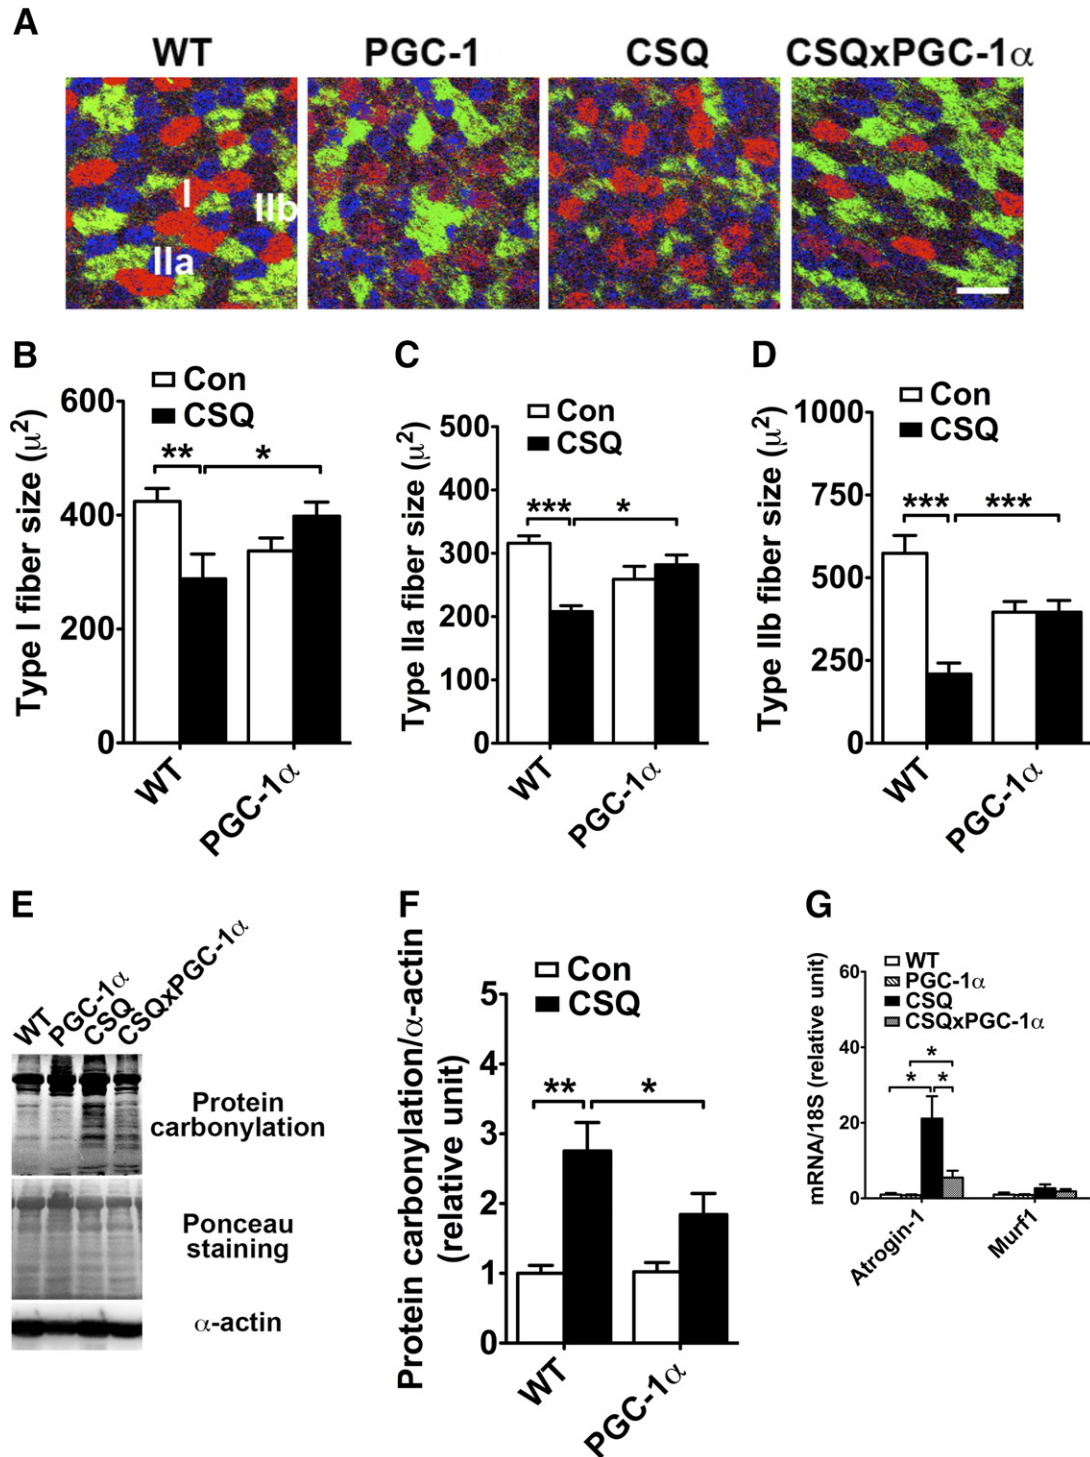 A
WT
PGC-1
CSQ
CSQxPGC-1α
I
IIb
IIa
B
Con
CSQ
Type I fiber size (μ²)
600
400
200
0
**
*
WT
PGC-1α
C
Con
CSQ
Type IIa fiber size (μ²)
500
400
300
200
100
0
***
*
WT
PGC-1α
D
Con
CSQ
Type IIb fiber size (μ²)
1000
750
500
250
0
***
***
WT
PGC-1α
E
WT
PGC-1α
CSQ
CSQxPGC-1α
Protein
carbonylation
Ponceau
staining
α-actin
F
Con
CSQ
Protein carbonylation/α-actin
(relative unit)
5
4
3
2
1
0
**
*
WT
PGC-1α
G
WT
PGC-1α
CSQ
CSQxPGC-1α
mRNA/18S (relative unit)
60
40
20
0
*
*
*
Atrogin-1
Murf1